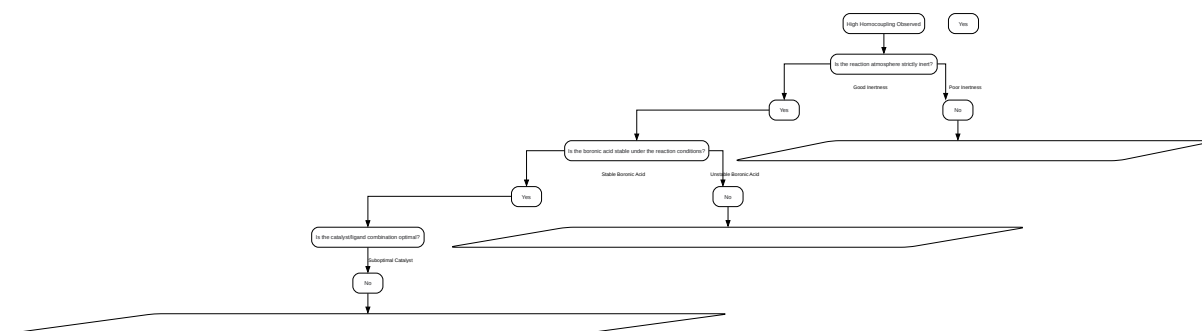 High Homocoupling Observed
Yes
Is the reaction atmosphere strictly inert?
Good Inertness
Poor Inertness
Yes
No
Is the boronic acid stable under the reaction conditions?
Stable Boronic Acid
Unstable Boronic Acid
Yes
No
Is the catalyst/ligand combination optimal?
Suboptimal Catalyst
No